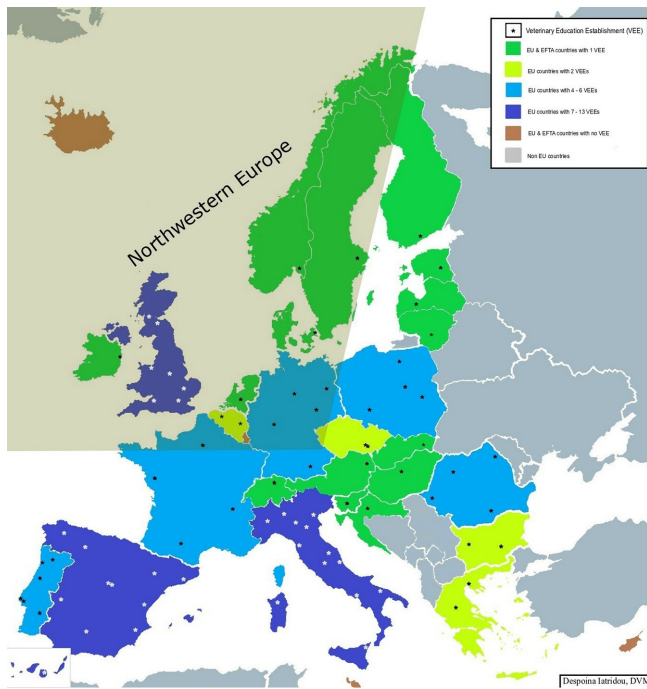 Veterinary Education Establishment (VEE)
EU & EFTA countries with 1 VEE
EU countries with 2 VEEs
EU countries with 4 - 6 VEEs
EU countries with 7 - 13 VEEs
EU & EFTA countries with no VEE
Non EU countries
Northwestern Europe
Despoina Iatridou, DVM